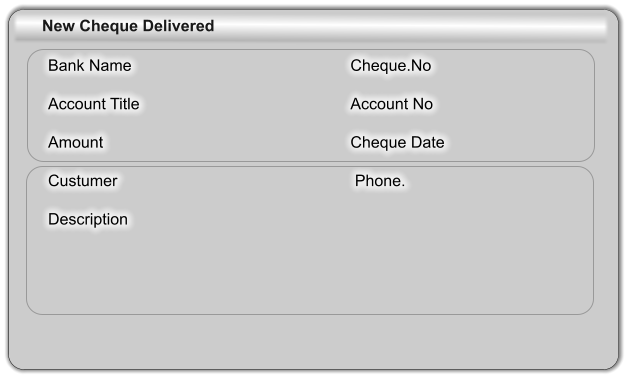 New Cheque Delivered
Bank Name Cheque.No
Account Title Account No
Amount Cheque Date
Custumer Phone.
Description